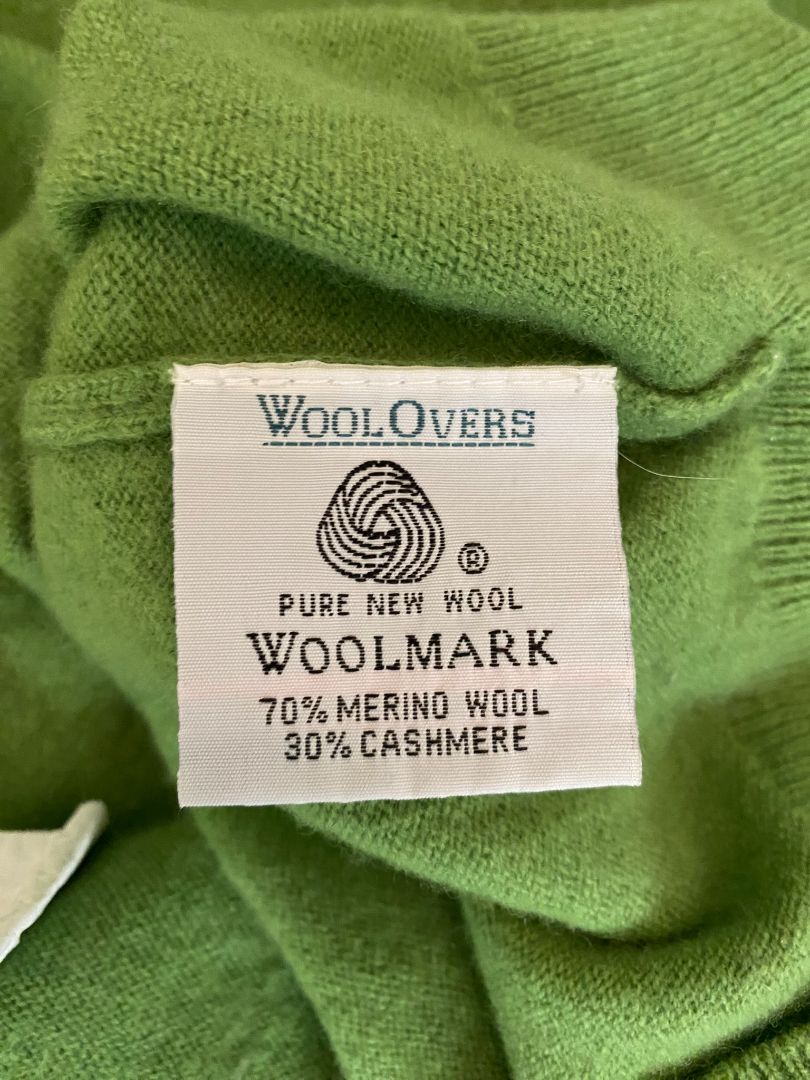 WOOLOVERS
®
PURE NEW WOOL
WOOLMARK
70% MERINO WOOL
30% CASHMERE